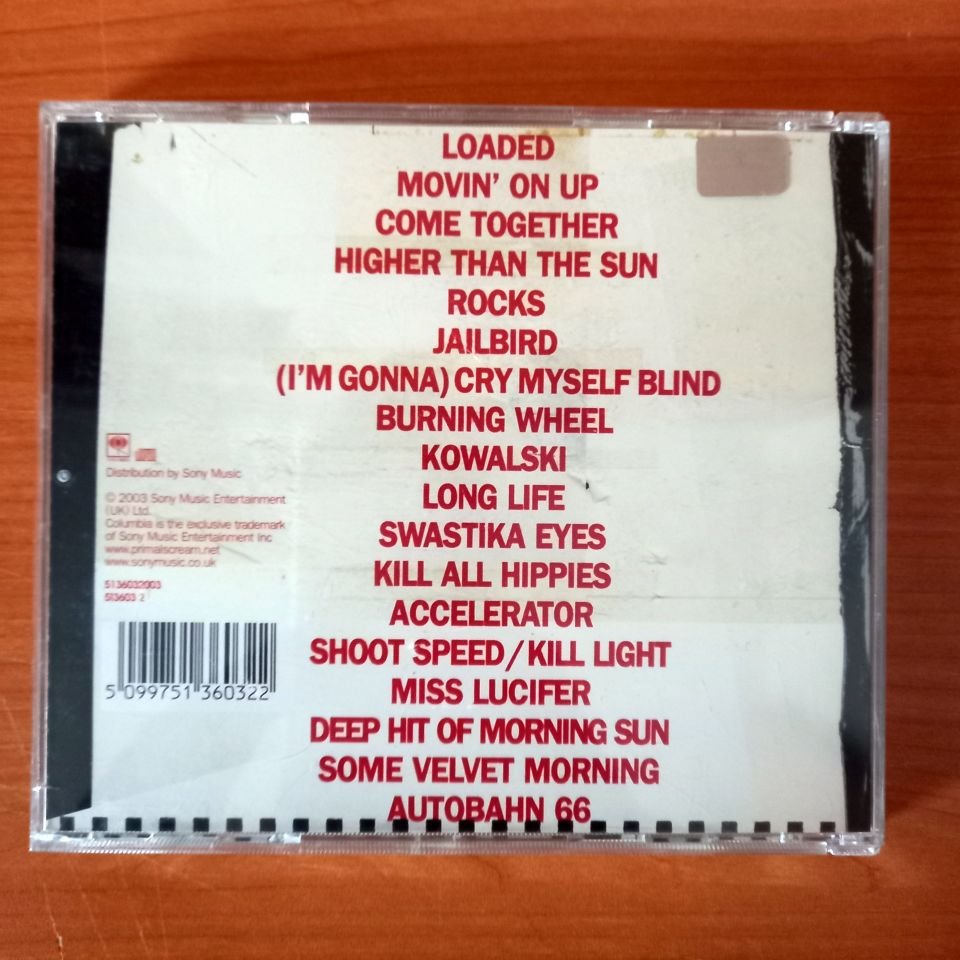 LOADED
MOVIN' ON UP
COME TOGETHER
HIGHER THAN THE SUN
ROCKS
JAILBIRD
(I'M GONNA) CRY MYSELF BLIND
BURNING WHEEL
KOWALSKI
LONG LIFE
SWASTIKA EYES
KILL ALL HIPPIES
ACCELERATOR
SHOOT SPEED/KILL LIGHT
MISS LUCIFER
DEEP HIT OF MORNING SUN
SOME VELVET MORNING
AUTOBAHN 66
Distribution by Sony Music
© 2003 Sony Music Entertainment
(UK) Ltd.
Columbia is the exclusive trademark
of Sony Music Entertainment Inc
www.primalscream.net
www.sonymusic.co.uk
5136032003
513603 2
5 099751 360322